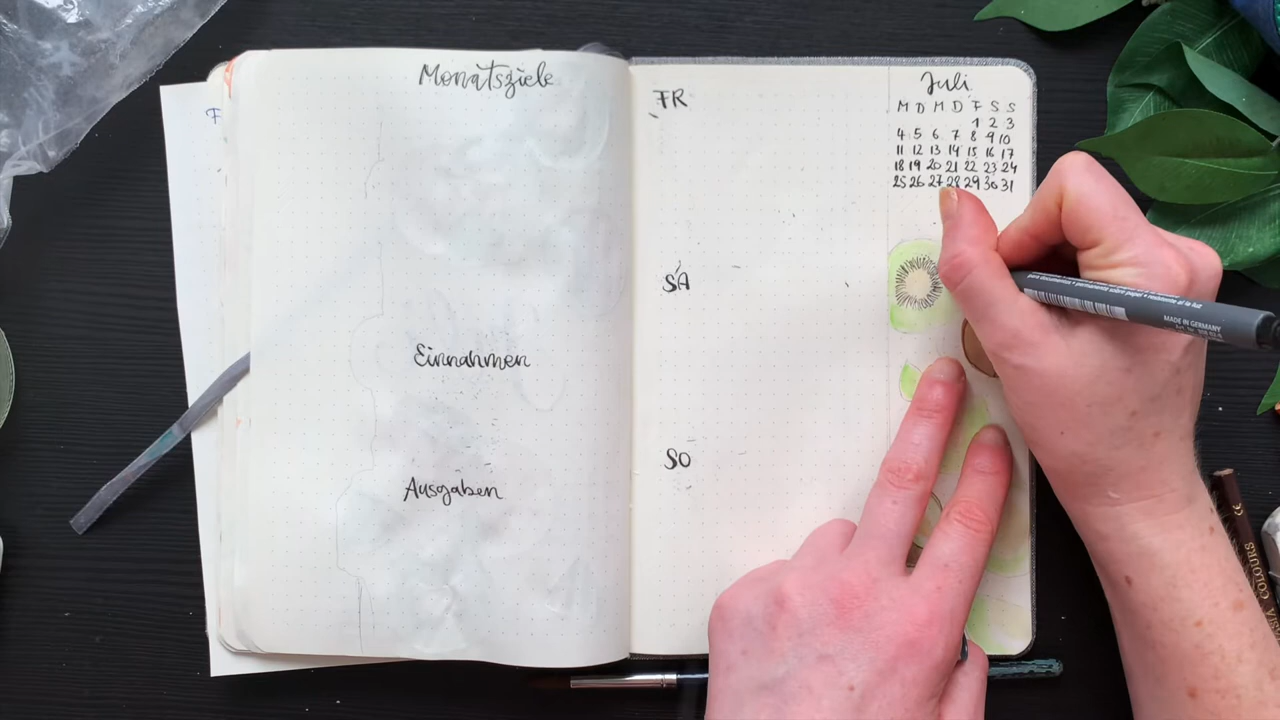 F
Monatsziele
Einnahmen
Ausgaben
FR
SA
SO
Juli
M D M D F S S
1 2 3
4 5 6 7 8 9 10
11 12 13 14 15 16 17
18 19 20 21 22 23 24
25 26 27 28 29 30 31
MADE IN GERMANY
COLOURS